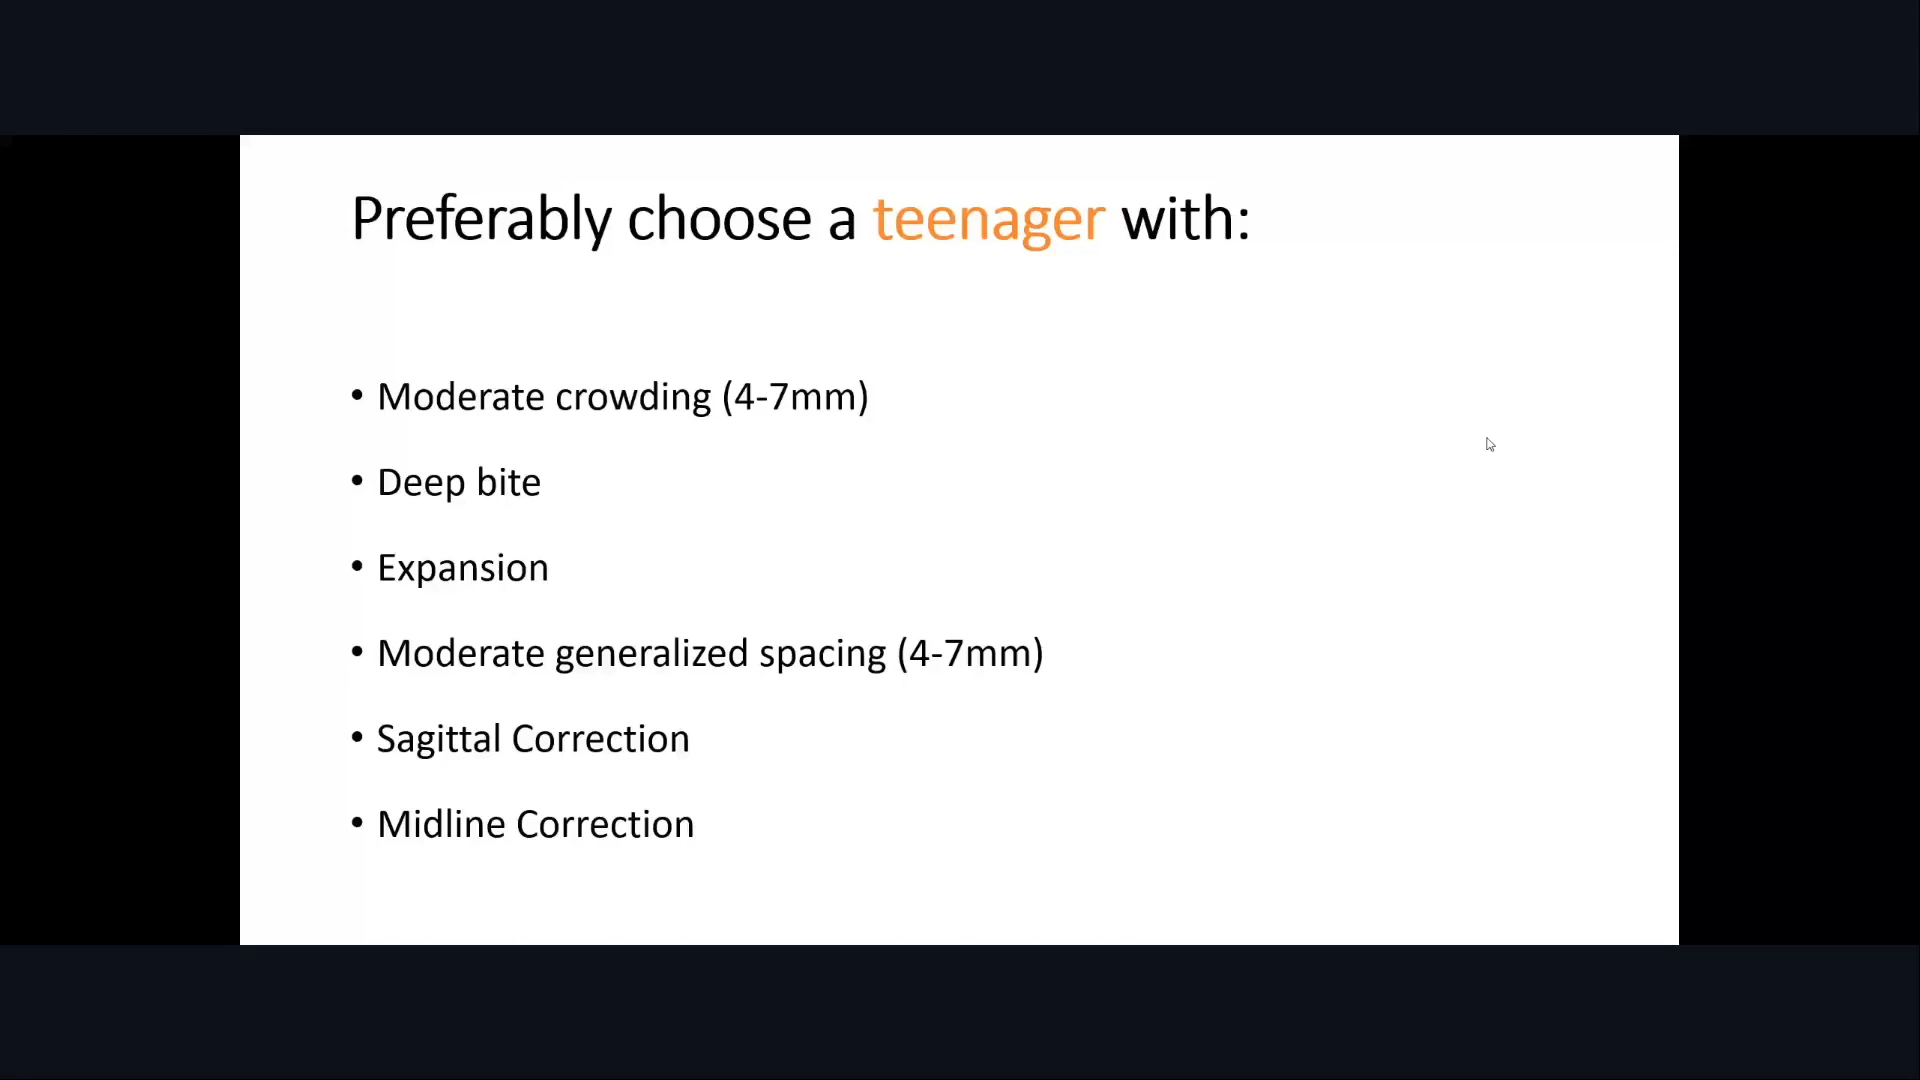 Preferably choose a teenager with:
• Moderate crowding (4-7mm)
• Deep bite
• Expansion
• Moderate generalized spacing (4-7mm)
• Sagittal Correction
• Midline Correction